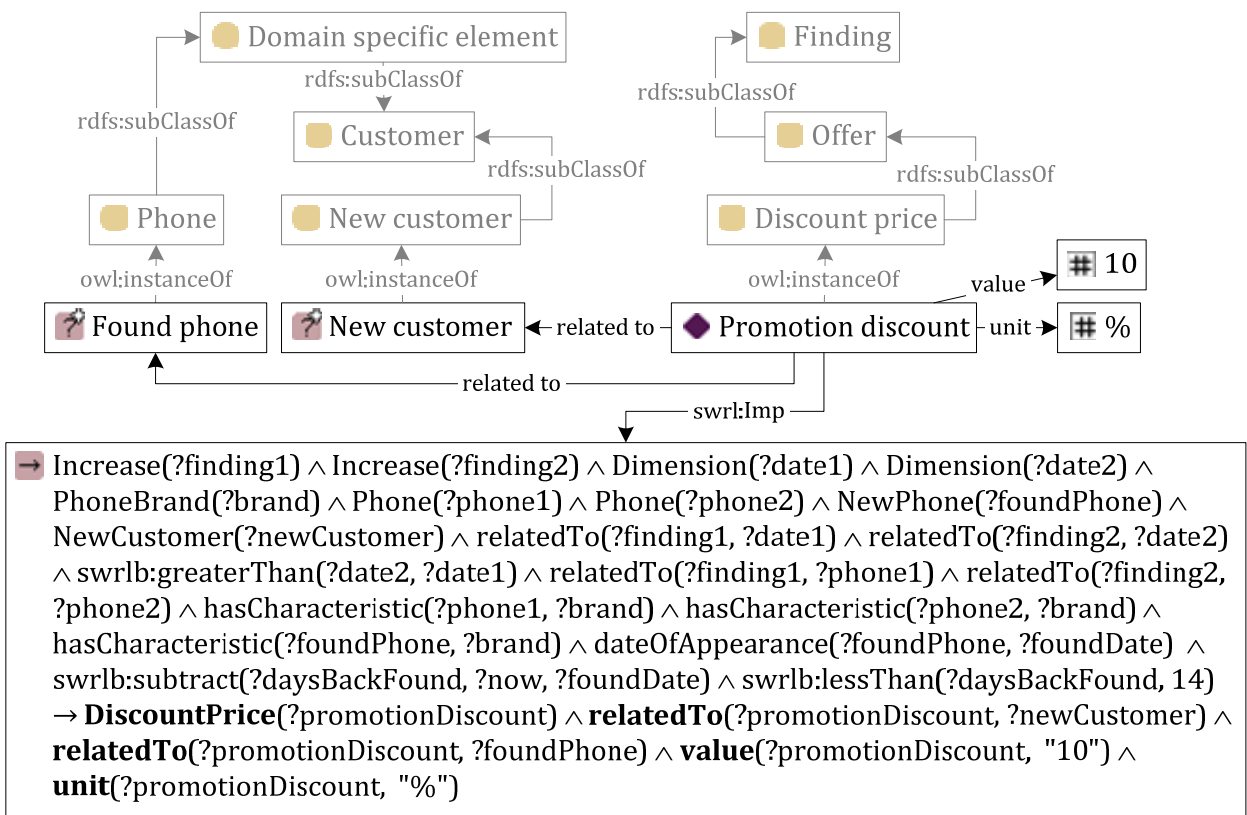 Domain specific element
Finding
rdfs:subClassOf
rdfs:subClassOf
rdfs:subClassOf
Customer
Offer
rdfs:subClassOf
rdfs:subClassOf
Phone
New customer
Discount price
owl:instanceOf
owl:instanceOf
owl:instanceOf
value
# 10
? Found phone
? New customer
related to
Promotion discount
unit
# %
related to
swrl:Imp
→ Increase(?finding1) ∧ Increase(?finding2) ∧ Dimension(?date1) ∧ Dimension(?date2) ∧
PhoneBrand(?brand) ∧ Phone(?phone1) ∧ Phone(?phone2) ∧ NewPhone(?foundPhone) ∧
NewCustomer(?newCustomer) ∧ relatedTo(?finding1, ?date1) ∧ relatedTo(?finding2, ?date2)
∧ swrlb:greaterThan(?date2, ?date1) ∧ relatedTo(?finding1, ?phone1) ∧ relatedTo(?finding2,
?phone2) ∧ hasCharacteristic(?phone1, ?brand) ∧ hasCharacteristic(?phone2, ?brand) ∧
hasCharacteristic(?foundPhone, ?brand) ∧ dateOfAppearance(?foundPhone, ?foundDate) ∧
swrlb:subtract(?daysBackFound, ?now, ?foundDate) ∧ swrlb:lessThan(?daysBackFound, 14)
→ DiscountPrice(?promotionDiscount) ∧ relatedTo(?promotionDiscount, ?newCustomer) ∧
relatedTo(?promotionDiscount, ?foundPhone) ∧ value(?promotionDiscount, "10") ∧
unit(?promotionDiscount, "%")